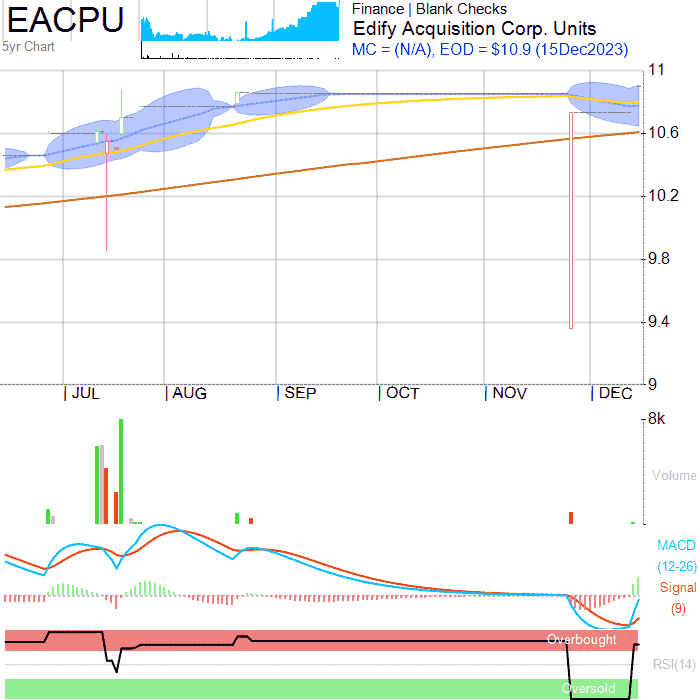 EACPU
5yr Chart
Finance | Blank Checks
Edify Acquisition Corp. Units
MC = (N/A), EOD = $10.9 (15Dec2023)
11
10.6
10.2
9.8
9.4
9
JUL AUG SEP OCT NOV DEC
8k
Volume
MACD
(12-26)
Signal
(9)
Overbought
RSI(14)
Oversold